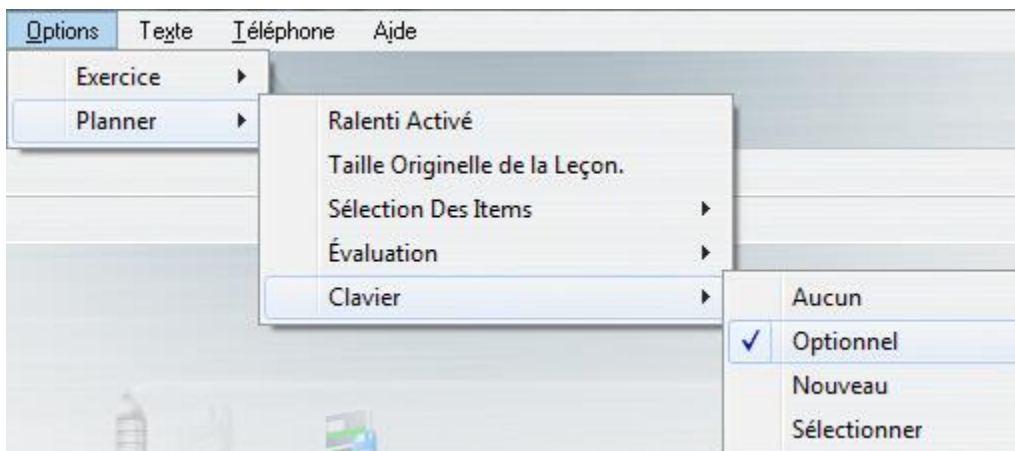 Options Texte Téléphone Aide
Exercice
Planner
Ralenti Activé
Taille Originelle de la Leçon.
Sélection Des Items
Évaluation
Clavier
Aucun
Optionnel
Nouveau
Sélectionner